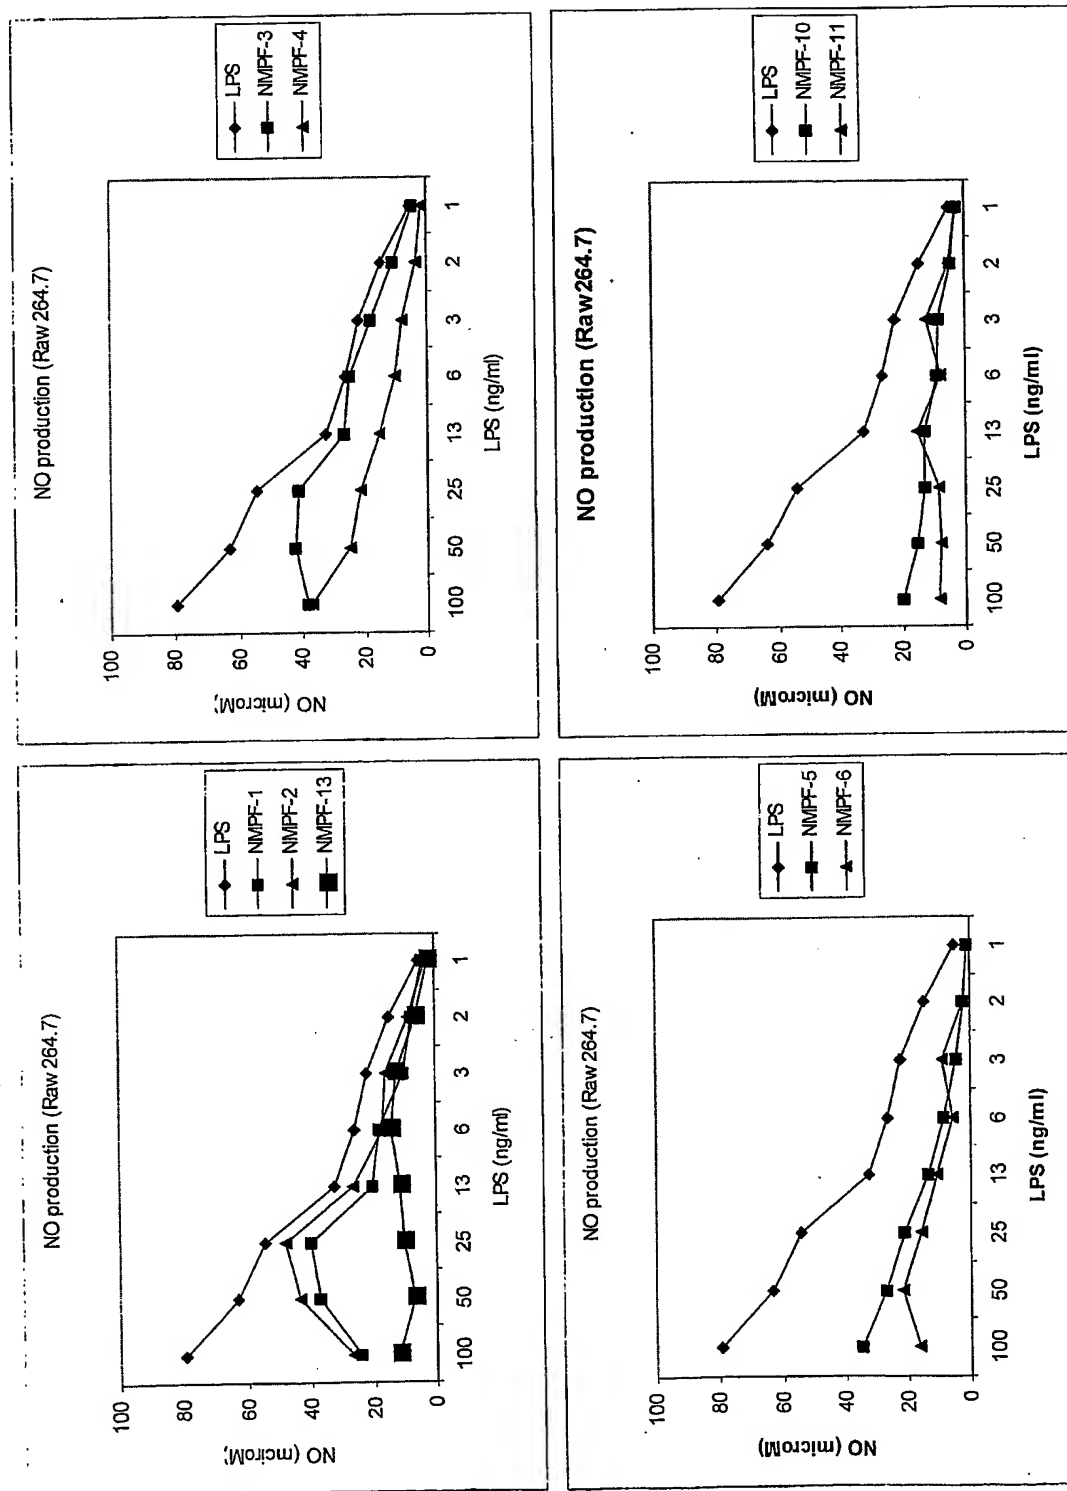 NO production (Raw 264.7)
NO (mciroM;
100
80
60
40
20
0
100
50
25
13
6
3
2
1
LPS (ng/ml)
LPS
NMPF-1
NMPF-2
NMPF-13
NO production (Raw 264.7)
NO (microM;
100
80
60
40
20
0
100
50
25
13
6
3
2
1
LPS (ng/ml)
LPS
NMPF-3
NMPF-4
NO production (Raw 264.7)
NO (microM)
100
80
60
40
20
0
100
50
25
13
6
3
2
1
LPS (ng/ml)
LPS
NMPF-5
NMPF-6
NO production (Raw 264.7)
NO (microM)
100
80
60
40
20
0
100
50
25
13
6
3
2
1
LPS (ng/ml)
LPS
NMPF-10
NMPF-11